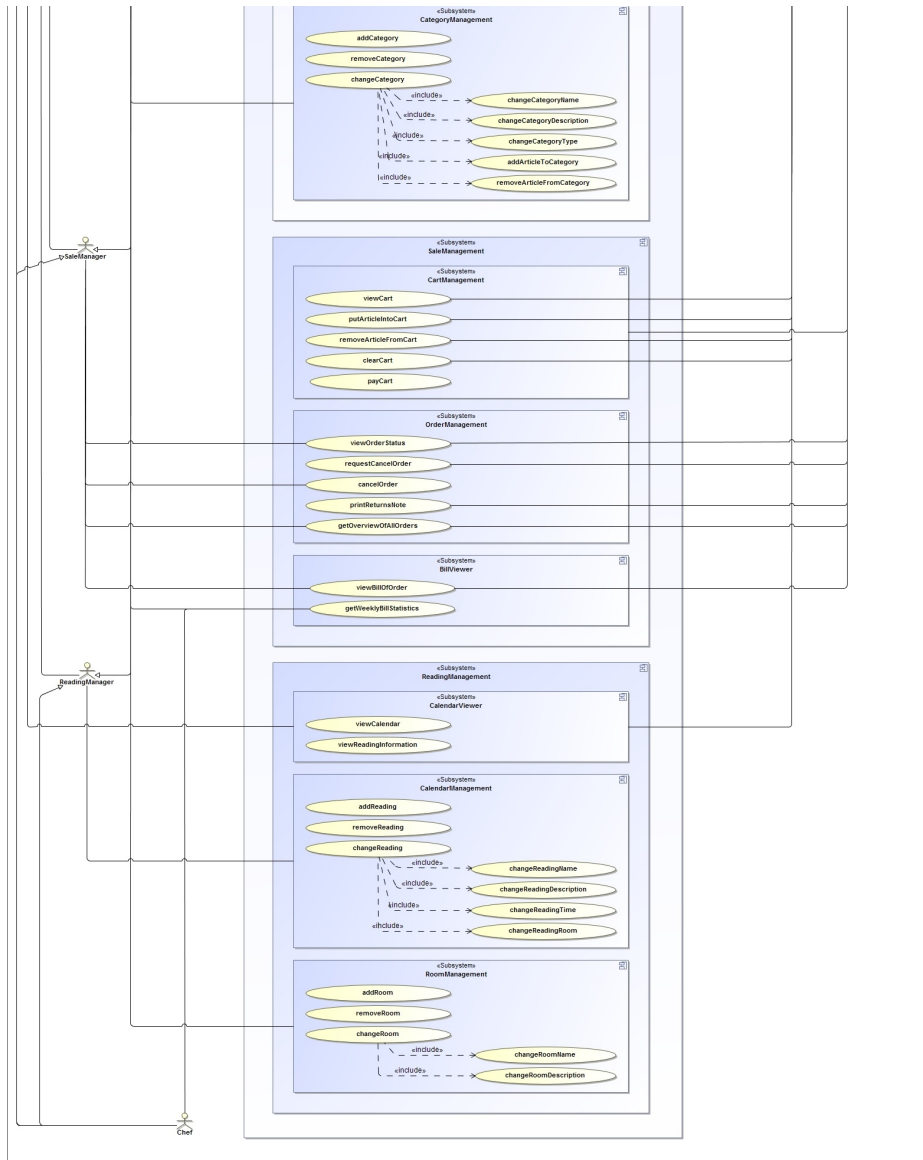 «Subsystem»
CategoryManagement
addCategory
removeCategory
changeCategory
«include»
changeCategoryName
«include»
changeCategoryDescription
«include»
changeCategoryType
«include»
addArticleToCategory
«include»
removeArticleFromCategory
SaleManager
«Subsystem»
SaleManagement
«Subsystem»
CartManagement
viewCart
putArticleIntoCart
removeArticleFromCart
clearCart
payCart
«Subsystem»
OrderManagement
viewOrderStatus
requestCancelOrder
cancelOrder
printReturnsNote
getOverviewOfAllOrders
«Subsystem»
BillViewer
viewBillOfOrder
getWeeklyBillStatistics
ReadingManager
«Subsystem»
ReadingManagement
«Subsystem»
CalendarViewer
viewCalendar
viewReadingInformation
«Subsystem»
CalendarManagement
addReading
removeReading
changeReading
«include»
changeReadingName
«include»
changeReadingDescription
«include»
changeReadingTime
«include»
changeReadingRoom
«Subsystem»
RoomManagement
addRoom
removeRoom
changeRoom
«include»
changeRoomName
«include»
changeRoomDescription
Chef